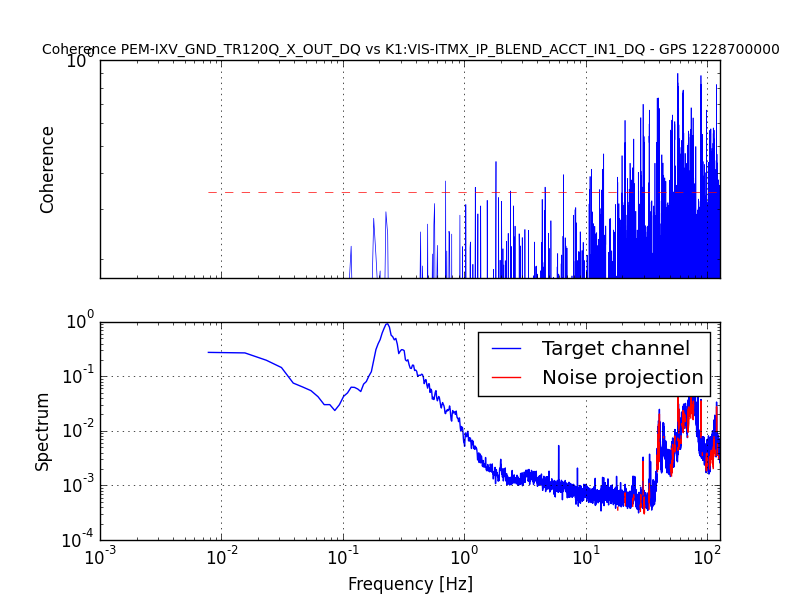 Coherence PEM-IXV_GND_TR120Q_X_OUT_DQ vs K1:VIS-ITMX_IP_BLEND_ACCT_IN1_DQ - GPS 1228700000
10^0
Coherence
10^0
10^-1
10^-2
10^-3
10^-4
Spectrum
Target channel
Noise projection
10^-3
10^-2
10^-1
10^0
10^1
10^2
Frequency [Hz]